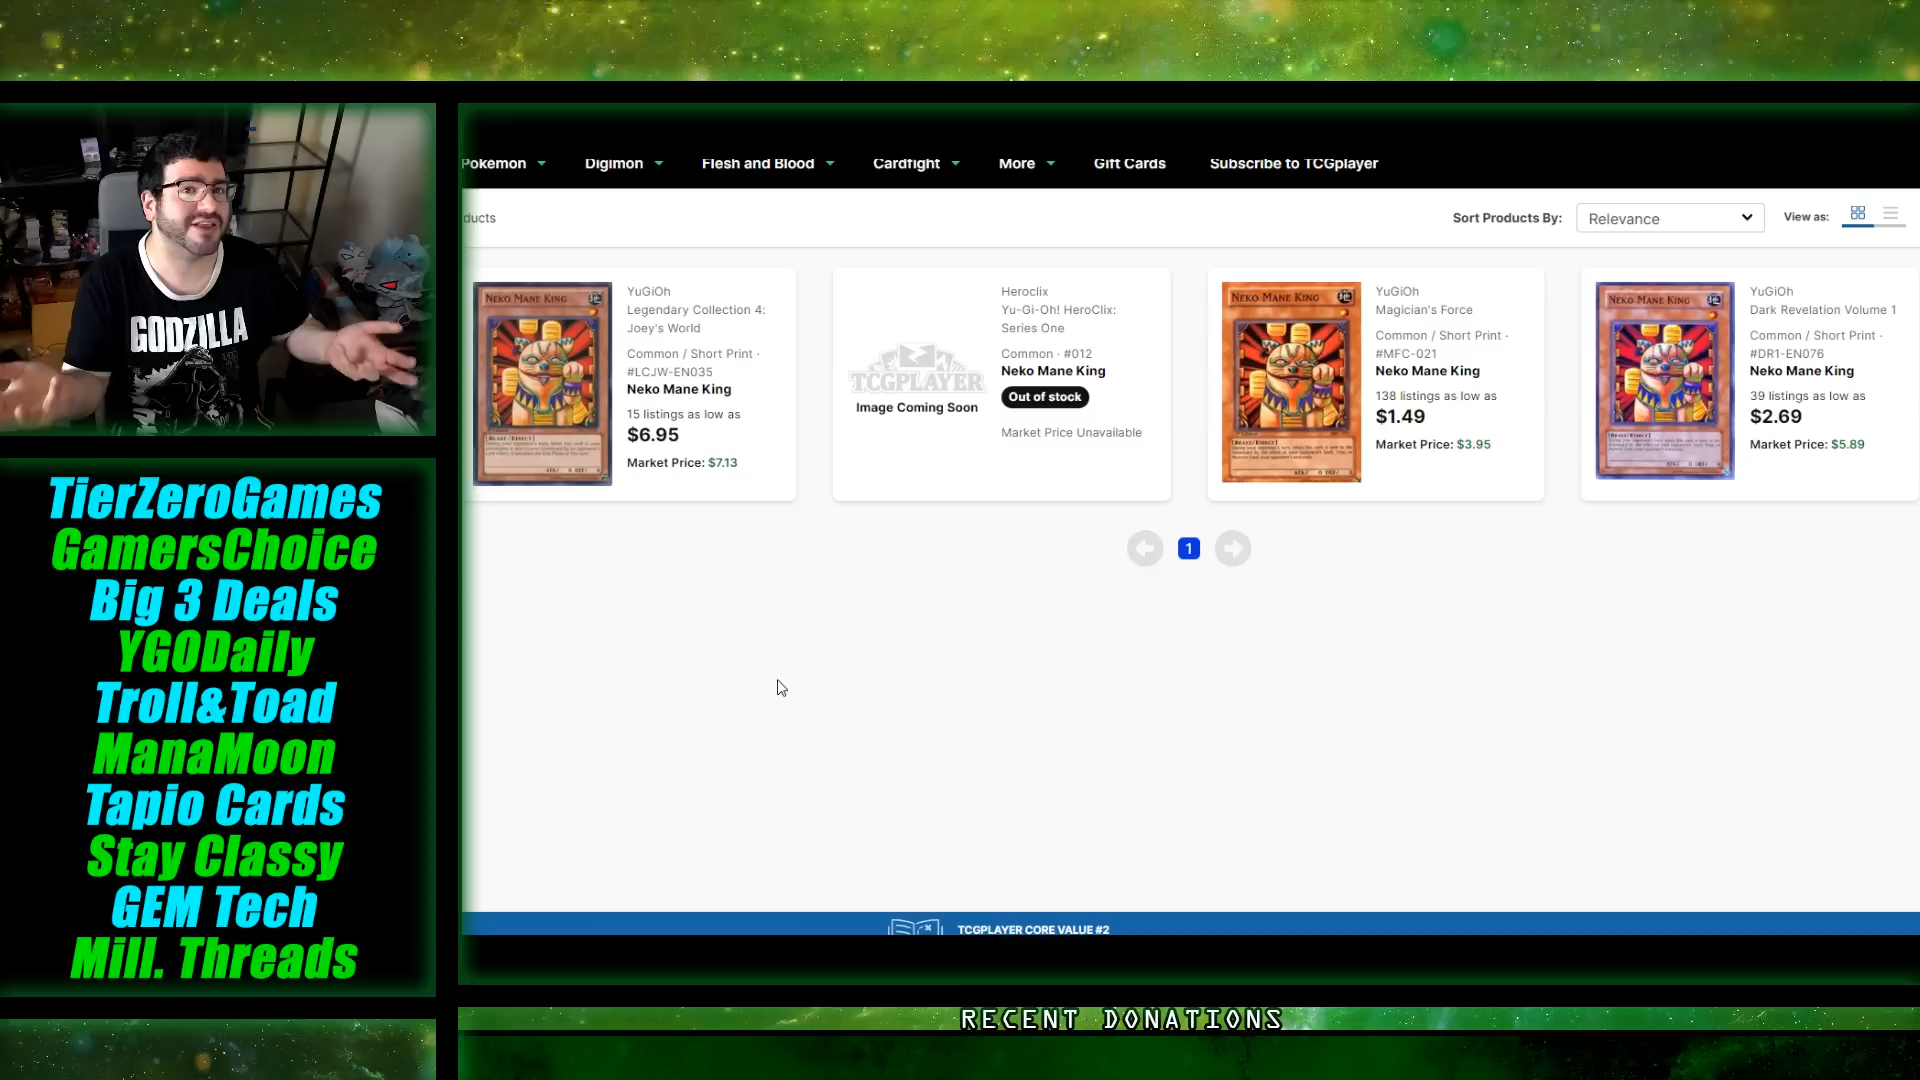 Pokemon Digimon Flesh and Blood Cardfight More Gift Cards Subscribe to TCGplayer
ducts
Sort Products By: Relevance View as:
NEKO MANE KING
YuGiOh
Legendary Collection 4:
Joey's World
Common / Short Print ·
#LCJW-EN035
Neko Mane King
15 listings as low as
$6.95
Market Price: $7.13
TCGPLAYER
Image Coming Soon
Heroclix
Yu-Gi-Oh! HeroClix:
Series One
Common · #012
Neko Mane King
Out of stock
Market Price Unavailable
NEKO MANE KING
YuGiOh
Magician's Force
Common / Short Print ·
#MFC-021
Neko Mane King
138 listings as low as
$1.49
Market Price: $3.95
NEKO MANE KING
YuGiOh
Dark Revelation Volume 1
Common / Short Print ·
#DR1-EN076
Neko Mane King
39 listings as low as
$2.69
Market Price: $5.89
1
TCGPLAYER CORE VALUE #2
GODZILLA
TierZeroGames
GamersChoice
Big 3 Deals
YGODaily
Troll&Toad
ManaMoon
Tapio Cards
Stay Classy
GEM Tech
Mill. Threads
RECENT DONATIONS